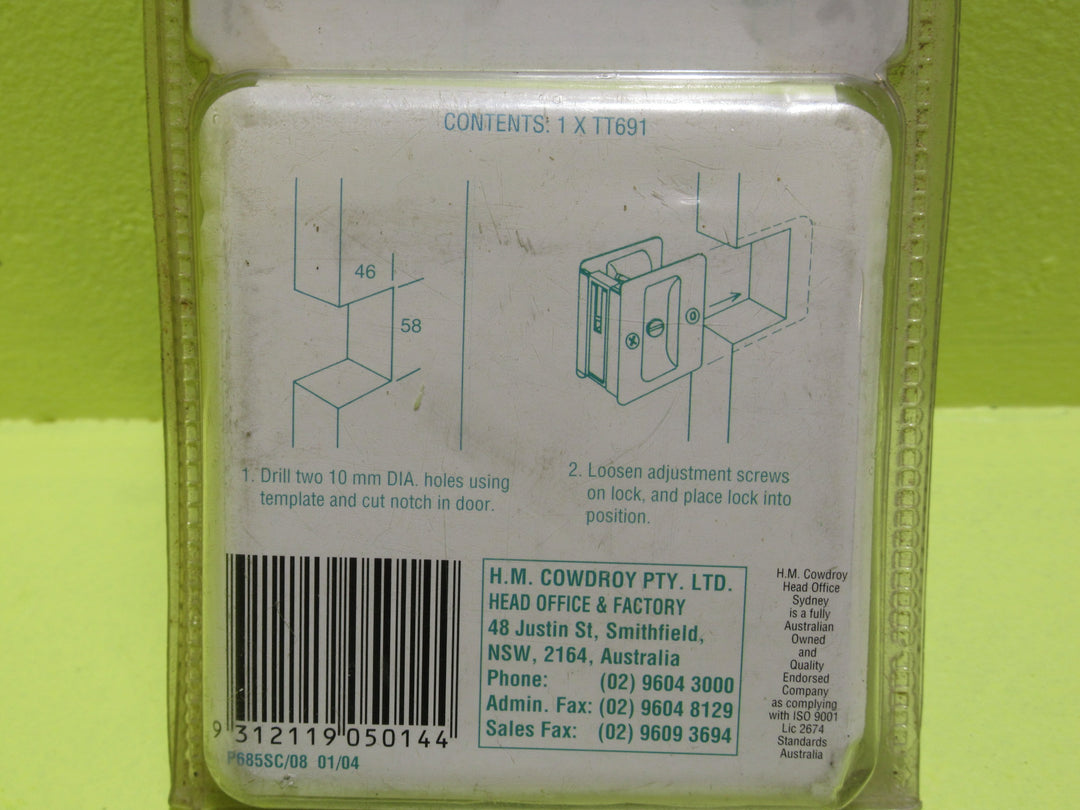 CONTENTS: 1 X TT691
46
58
1. Drill two 10 mm DIA. holes using
template and cut notch in door.
2. Loosen adjustment screws
on lock, and place lock into
position.
9 312119 050144
P685SC/08 01/04
H.M. COWDROY PTY. LTD.
HEAD OFFICE & FACTORY
48 Justin St, Smithfield,
NSW, 2164, Australia
Phone: (02) 9604 3000
Admin. Fax: (02) 9604 8129
Sales Fax: (02) 9609 3694
H.M. Cowdroy
Head Office
Sydney
is a fully
Australian
Owned
and
Quality
Endorsed
Company
as complying
with ISO 9001
Lic 2674
Standards
Australia